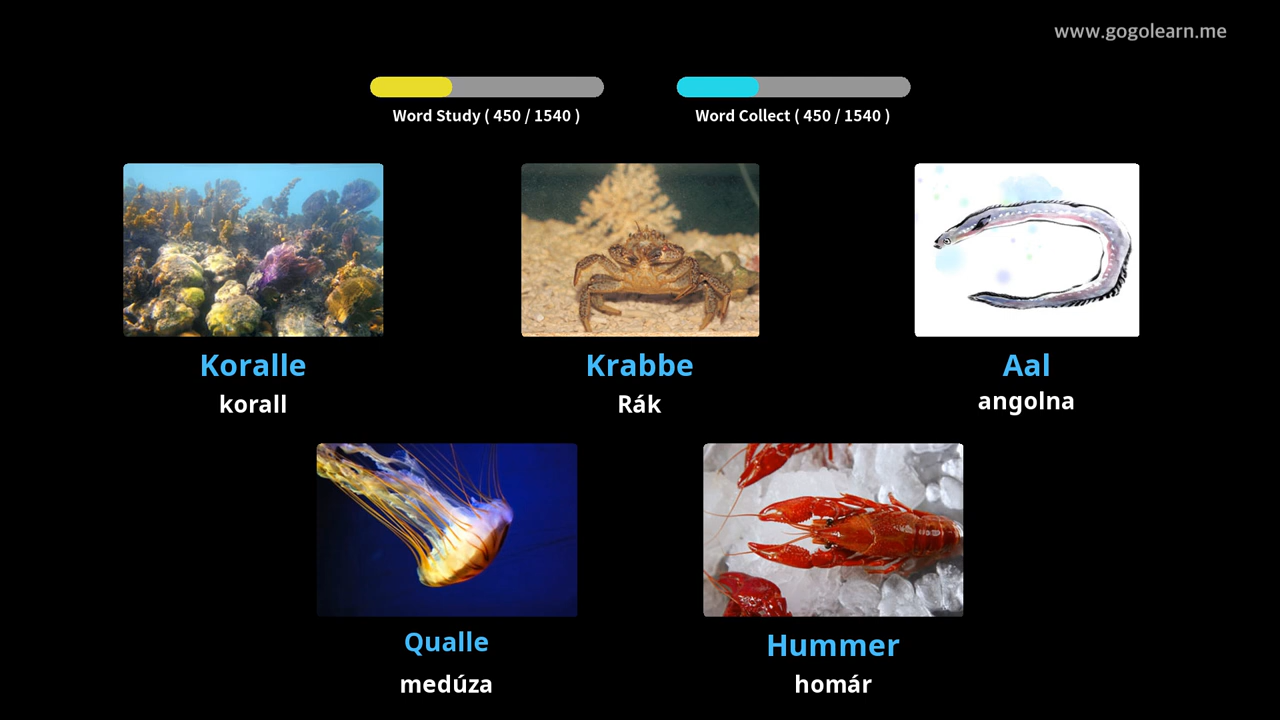 www.gogolearn.me
Word Study ( 450 / 1540 )
Word Collect ( 450 / 1540 )
Koralle
korall
Krabbe
Rák
Aal
angolna
Qualle
medúza
Hummer
homár